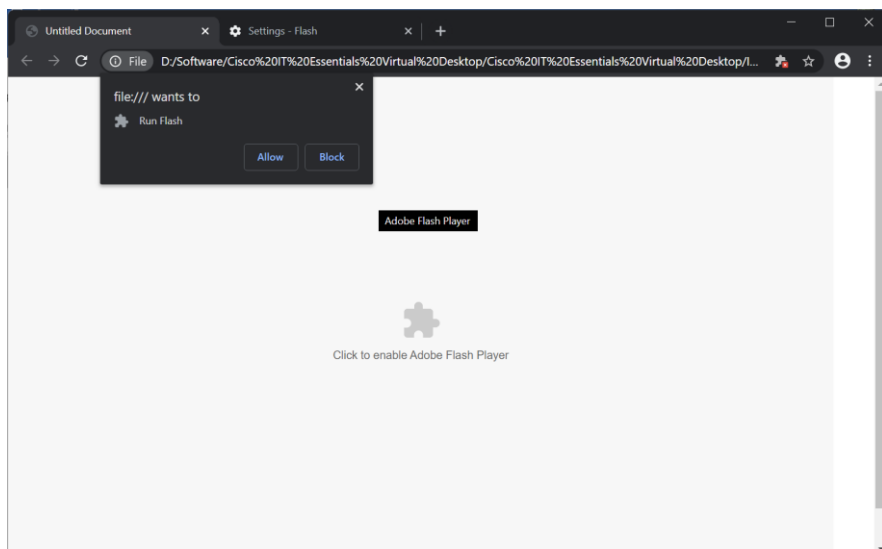 Untitled Document
Settings - Flash
File
D:/Software/Cisco%20IT%20Essentials%20Virtual%20Desktop/Cisco%20IT%20Essentials%20Virtual%20Desktop/I...
file:/// wants to
Run Flash
Allow
Block
Adobe Flash Player
Click to enable Adobe Flash Player